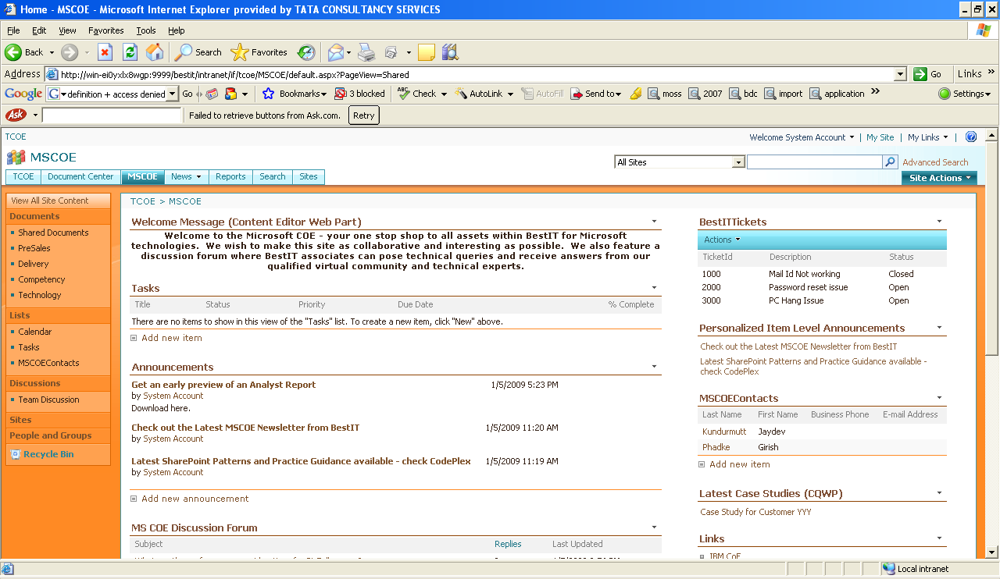 Home - MSCOE - Microsoft Internet Explorer provided by TATA CONSULTANCY SERVICES
File Edit View Favorites Tools Help
Back Search Favorites
Address http://win-ei0yxlx8wgp:9999/bestit/intranet/if/tcoe/MSCOE/default.aspx?PageView=Shared Go Links »
Google G definition + access denied Go Bookmarks 3 blocked ABC Check AutoLink AutoFill Send to moss 2007 bdc import application » Settings
Ask Failed to retrieve buttons from Ask.com. Retry
TCOE Welcome System Account | My Site | My Links | ?
MSCOE
All Sites Advanced Search
TCOE Document Center MSCOE News Reports Search Sites Site Actions
View All Site Content
Documents
Shared Documents
PreSales
Delivery
Competency
Technology
Lists
Calendar
Tasks
MSCOEContacts
Discussions
Team Discussion
Sites
People and Groups
Recycle Bin
TCOE > MSCOE
Welcome Message (Content Editor Web Part)
Welcome to the Microsoft COE - your one stop shop to all assets within BestIT for Microsoft
technologies. We wish to make this site as collaborative and interesting as possible. We also feature a
discussion forum where BestIT associates can pose technical queries and receive answers from our
qualified virtual community and technical experts.
Tasks
Title Status Priority Due Date % Complete
There are no items to show in this view of the "Tasks" list. To create a new item, click "New" above.
Add new item
Announcements
Get an early preview of an Analyst Report 1/5/2009 5:23 PM
by System Account
Download here.
Check out the Latest MSCOE Newsletter from BestIT 1/5/2009 11:20 AM
by System Account
Latest SharePoint Patterns and Practice Guidance available - check CodePlex 1/5/2009 11:19 AM
by System Account
Add new announcement
MS COE Discussion Forum
Subject Replies Last Updated
BestITTickets
Actions
TicketId Description Status
1000 Mail Id Not working Closed
2000 Password reset issue Open
3000 PC Hang Issue Open
Personalized Item Level Announcements
Check out the Latest MSCOE Newsletter from BestIT
Latest SharePoint Patterns and Practice Guidance available -
check CodePlex
MSCOEContacts
Last Name First Name Business Phone E-mail Address
Kundurmutt Jaydev
Phadke Girish
Add new item
Latest Case Studies (CQWP)
Case Study for Customer YYY
Links
IBM CoE
Local intranet